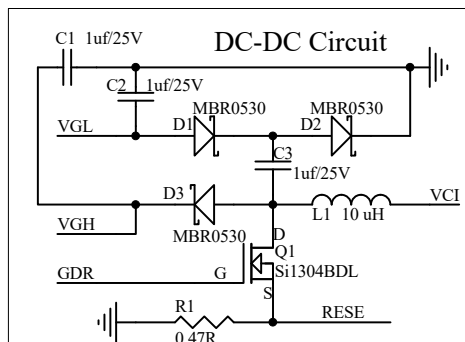 DC-DC Circuit
C1 1uf/25V
C2 1uf/25V
MBR0530 MBR0530
VGL D1 D2
C3
1uf/25V
D3 VCI
L1 10 uH
VGH
MBR0530 D
Q1
GDR G Si1304BDL
S
R1 RESE
0.47R